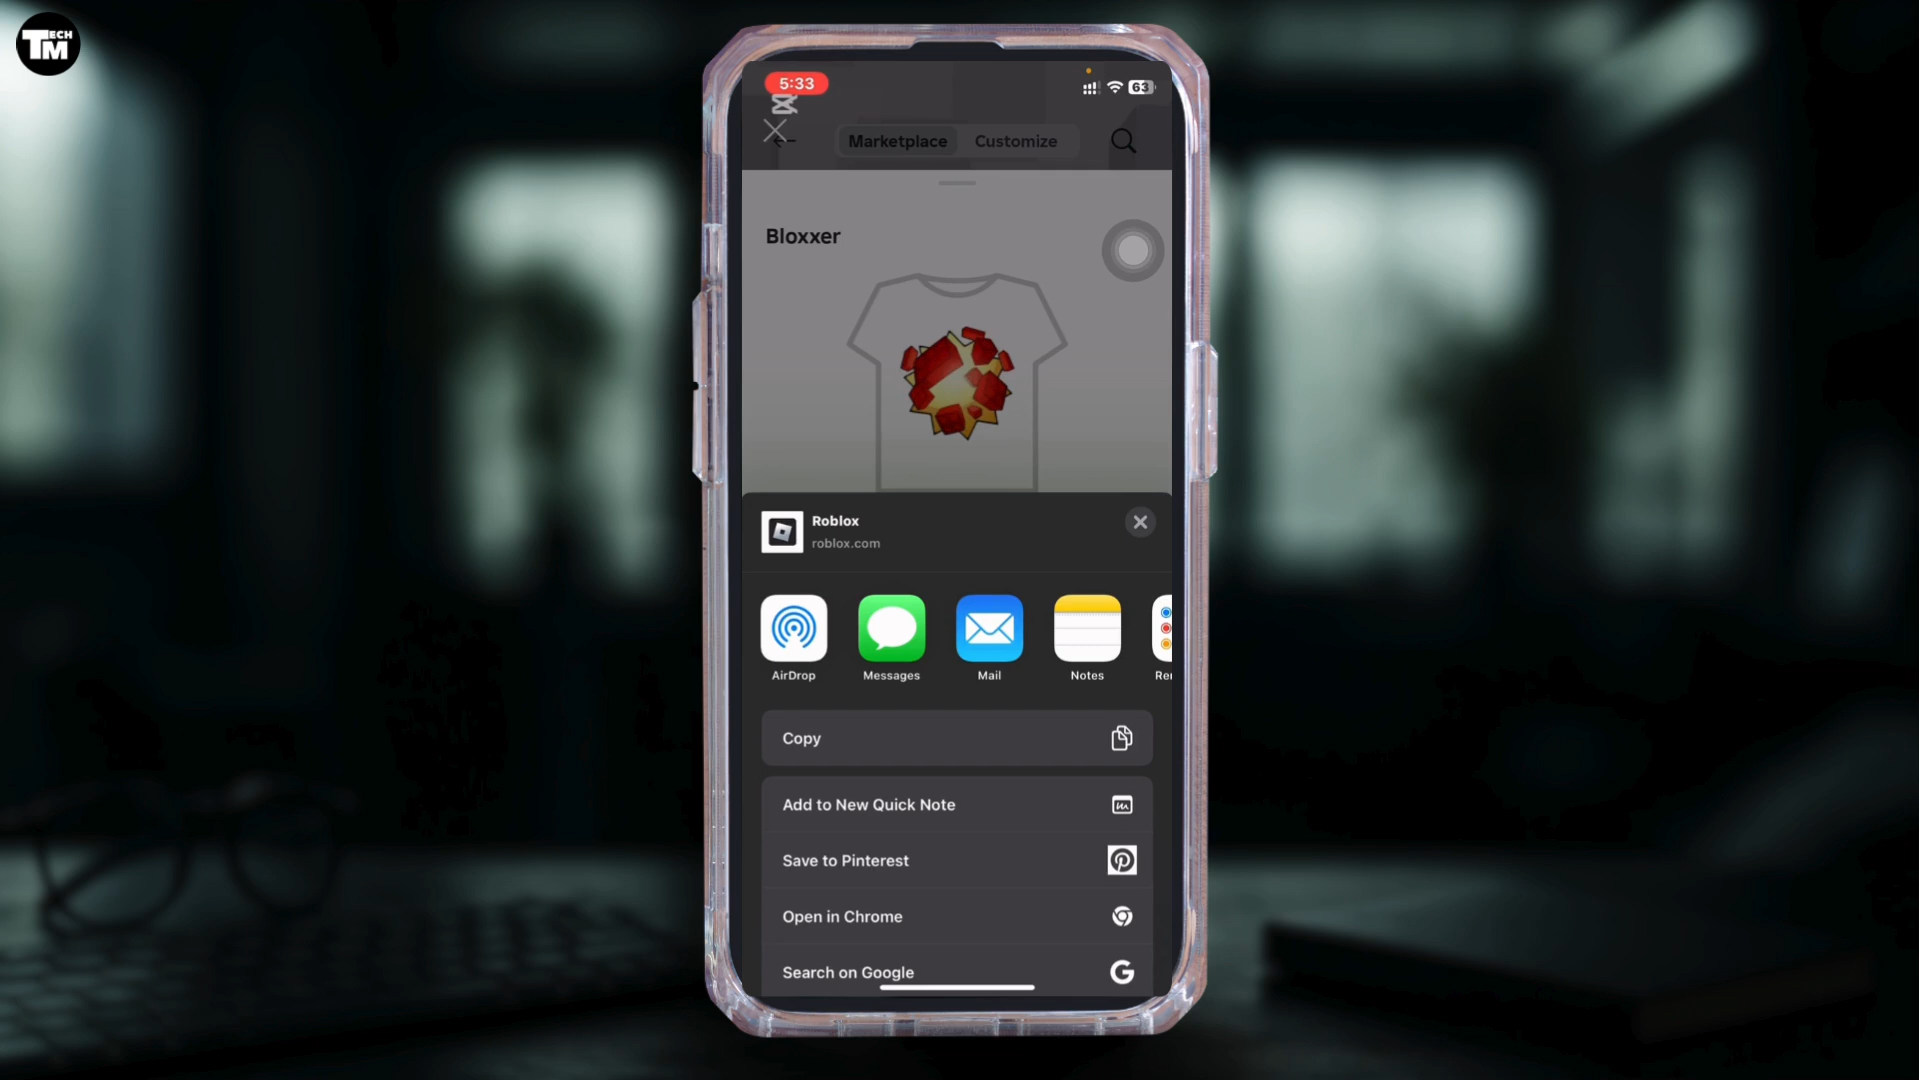 TECH
TM
5:33
63
Marketplace Customize
Bloxxer
Roblox
roblox.com
AirDrop Messages Mail Notes
Copy
Add to New Quick Note
Save to Pinterest
Open in Chrome
Search on Google